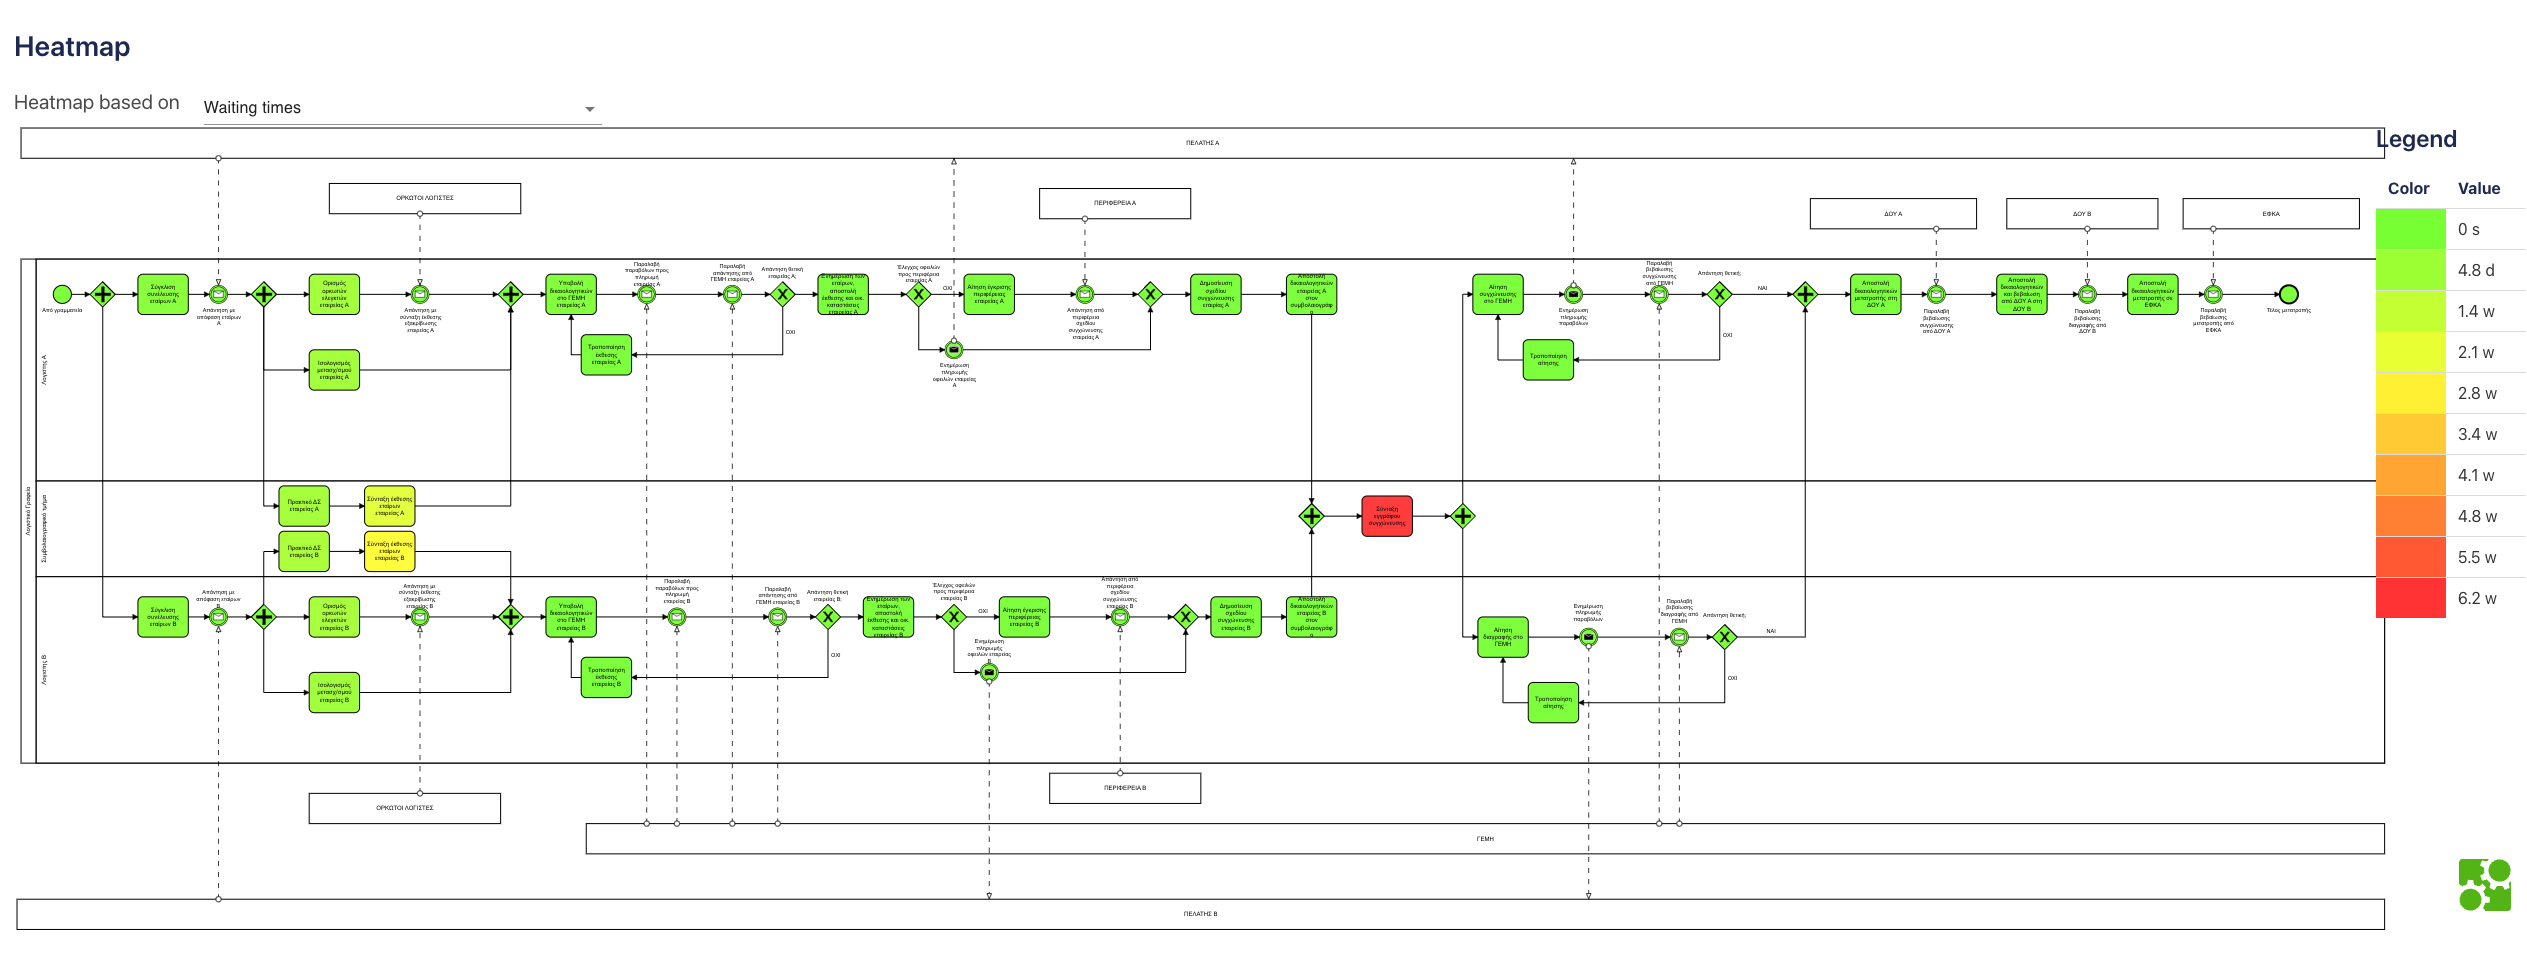 Heatmap
Heatmap based on
Waiting times
ΠΕΛΑΤΗΣ Α
Legend
Color Value
0 s
4.8 d
1.4 w
2.1 w
2.8 w
3.4 w
4.1 w
4.8 w
5.5 w
6.2 w
ΟΡΚΩΤΟΙ ΛΟΓΙΣΤΕΣ
ΠΕΡΙΦΕΡΕΙΑ Α
ΔΟΥ Α
ΔΟΥ Β
ΕΦΚΑ
Λογιστικό Γραφείο
Λογιστης Α
Από γραμματεία
Σύγκλιση
συνέλευσης
εταίρων Α
Απάντηση με
απόφαση εταίρων
Α
Ορισμός
ορκωτών
ελεγκτών
εταιρείας Α
Απάντηση με
σύνταξη έκθεσης
εξακρίβωσης
εταιρείας Α
Ισολογισμός
μετασχ/σμού
εταιρείας Α
Υποβολή
δικαιολογητικών
στο ΓΕΜΗ
εταιρείας Α
Παραλαβή
παραβόλων προς
πληρωμή
εταιρείας Α
Παραλαβή
απάντησης από
ΓΕΜΗ εταιρείας Α
Απάντηση θετική
εταιρείας Α;
ΟΧΙ
Τροποποίηση
έκθεσης
εταιρείας Α
Ενημέρωση των
εταίρων,
αποστολή
έκθεσης και οικ.
καταστάσεις
εταιρείας Α
Έλεγχος οφειλών
προς περιφέρεια
εταιρείας Α
ΟΧΙ
Ενημέρωση
πληρωμής
οφειλών εταιρείας
Α
Αίτηση έγκρισης
περιφέρειας
εταιρείας Α
Απάντηση από
περιφέρεια
σχεδίου
συγχώνευσης
εταιρείας Α
Δημοσίευση
σχεδίου
συγχώνευσης
εταιρίας Α
Αποστολή
δικαιολογητικών
εταιρείας Α
στον
συμβολαιογράφ
ο
Αίτηση
συγχώνευσης
στο ΓΕΜΗ
Ενημέρωση
πληρωμής
παραβόλων
Παραλαβή
βεβαίωσης
συγχώνευσης
από ΓΕΜΗ
Απάντηση θετική;
ΝΑΙ
ΟΧΙ
Τροποποίηση
αίτησης
Αποστολή
δικαιολογητικών
μετατροπής στη
ΔΟΥ Α
Παραλαβή
βεβαίωσης
συγχώνευσης
από ΔΟΥ Α
Αποστολή
δικαιολογητικών
και βεβαίωση
από ΔΟΥ Α στη
ΔΟΥ Β
Παραλαβή
βεβαίωσης
διαγραφής από
ΔΟΥ Β
Αποστολή
δικαιολογητικών
μετατροπής σε
ΕΦΚΑ
Παραλαβή
βεβαίωσης
μετατροπής από
ΕΦΚΑ
Τέλος μετατροπής
Συμβολαιογραφικό τμήμα
Πρακτικό ΔΣ
εταιρείας Α
Σύνταξη έκθεσης
εταίρων
εταιρείας Α
Πρακτικό ΔΣ
εταιρείας Β
Σύνταξη έκθεσης
εταίρων
εταιρείας Β
Σύνταξη
εγγράφου
συγχώνευσης
Λογιστης Β
Σύγκλιση
συνέλευσης
εταίρων Β
Απάντηση με
απόφαση εταίρων
Β
Ορισμός
ορκωτών
ελεγκτών
εταιρείας Β
Απάντηση με
σύνταξη έκθεσης
εξακρίβωσης
εταιρείας Β
Ισολογισμός
μετασχ/σμού
εταιρείας Β
Υποβολή
δικαιολογητικών
στο ΓΕΜΗ
εταιρείας Β
Παραλαβή
παραβόλων προς
πληρωμή
εταιρείας Β
Παραλαβή
απάντησης από
ΓΕΜΗ εταιρείας Β
Απάντηση θετική
εταιρείας Β;
ΟΧΙ
Τροποποίηση
έκθεσης
εταιρείας Β
Ενημέρωση των
εταίρων,
αποστολή
έκθεσης και οικ.
καταστάσεις
εταιρείας Β
Έλεγχος οφειλών
προς περιφέρεια
εταιρείας Β
ΟΧΙ
Ενημέρωση
πληρωμής
οφειλών εταιρείας
Β
Αίτηση έγκρισης
περιφέρειας
εταιρείας Β
Απάντηση από
περιφέρεια
σχεδίου
συγχώνευσης
εταιρείας Β
Δημοσίευση
σχεδίου
συγχώνευσης
εταιρείας Β
Αποστολή
δικαιολογητικών
εταιρείας Β
στον
συμβολαιογράφ
ο
Αίτηση
διαγραφής στο
ΓΕΜΗ
Ενημέρωση
πληρωμής
παραβόλων
Παραλαβή
βεβαίωσης
διαγραφής από
ΓΕΜΗ
Απάντηση θετική;
ΝΑΙ
ΟΧΙ
Τροποποίηση
αίτησης
ΟΡΚΩΤΟΙ ΛΟΓΙΣΤΕΣ
ΠΕΡΙΦΕΡΕΙΑ Β
ΓΕΜΗ
ΠΕΛΑΤΗΣ Β